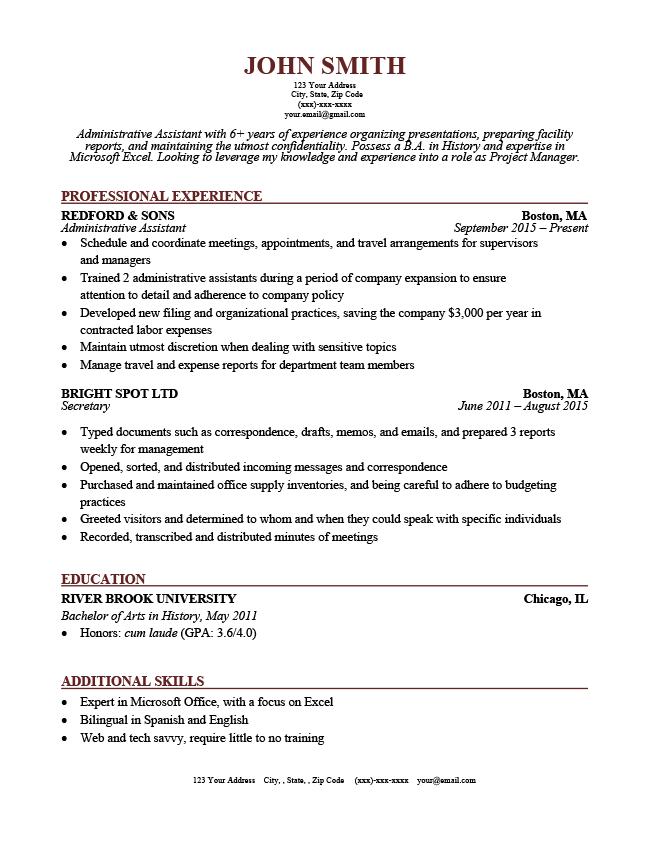 JOHN SMITH
123 Your Address
City, State, Zip Code
(xxx)-xxx-xxxx
your.email@gmail.com
Administrative Assistant with 6+ years of experience organizing presentations, preparing facility
reports, and maintaining the utmost confidentiality. Possess a B.A. in History and expertise in
Microsoft Excel. Looking to leverage my knowledge and experience into a role as Project Manager.
PROFESSIONAL EXPERIENCE
REDFORD & SONS Boston, MA
Administrative Assistant September 2015 – Present
• Schedule and coordinate meetings, appointments, and travel arrangements for supervisors
and managers
• Trained 2 administrative assistants during a period of company expansion to ensure
attention to detail and adherence to company policy
• Developed new filing and organizational practices, saving the company $3,000 per year in
contracted labor expenses
• Maintain utmost discretion when dealing with sensitive topics
• Manage travel and expense reports for department team members
BRIGHT SPOT LTD Boston, MA
Secretary June 2011 – August 2015
• Typed documents such as correspondence, drafts, memos, and emails, and prepared 3 reports
weekly for management
• Opened, sorted, and distributed incoming messages and correspondence
• Purchased and maintained office supply inventories, and being careful to adhere to budgeting
practices
• Greeted visitors and determined to whom and when they could speak with specific individuals
• Recorded, transcribed and distributed minutes of meetings
EDUCATION
RIVER BROOK UNIVERSITY Chicago, IL
Bachelor of Arts in History, May 2011
• Honors: cum laude (GPA: 3.6/4.0)
ADDITIONAL SKILLS
• Expert in Microsoft Office, with a focus on Excel
• Bilingual in Spanish and English
• Web and tech savvy, require little to no training
123 Your Address City, , State, , Zip Code (xxx)-xxx-xxxx your@email.com